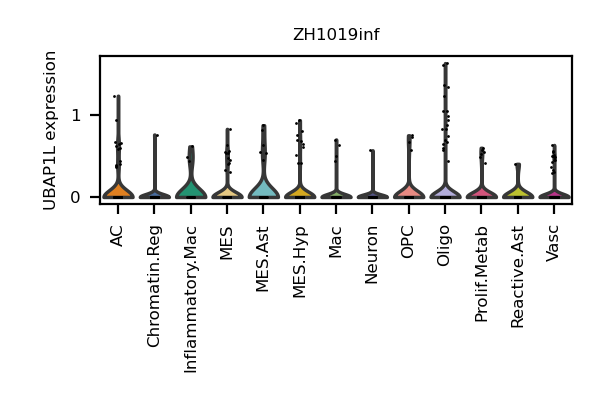 ZH1019inf
UBAP1L expression
1
0
AC
Chromatin.Reg
Inflammatory.Mac
MES
MES.Ast
MES.Hyp
Mac
Neuron
OPC
Oligo
Prolif.Metab
Reactive.Ast
Vasc